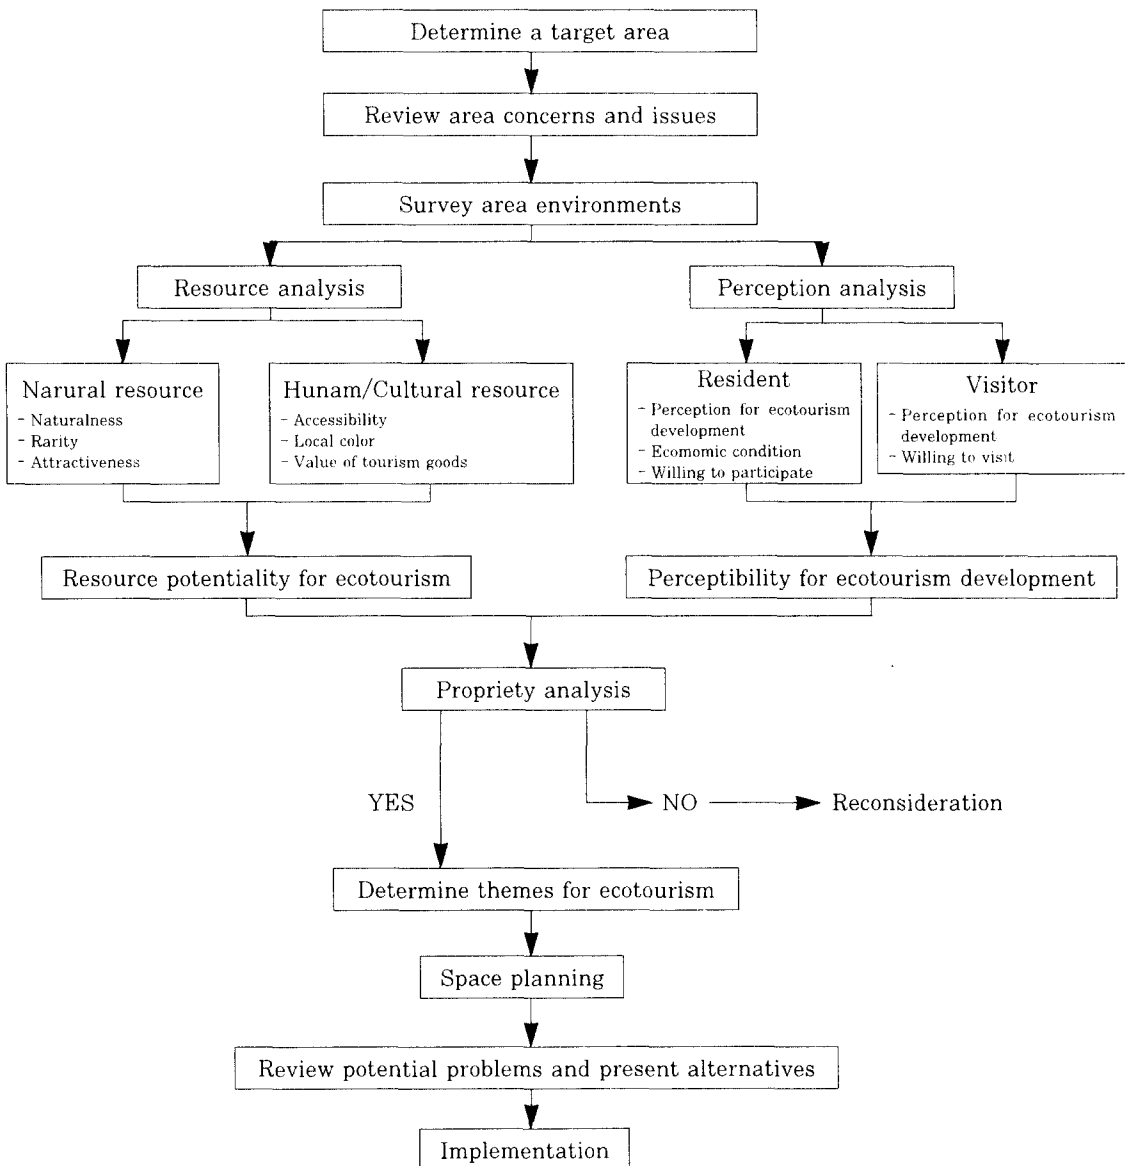 Determine a target area
Review area concerns and issues
Survey area environments
Resource analysis
Perception analysis
Narural resource
- Naturalness
- Rarity
- Attractiveness
Hunam/Cultural resource
- Accessibility
- Local color
- Value of tourism goods
Resident
- Perception for ecotourism
development
- Ecomomic condition
- Willing to participate
Visitor
- Perception for ecotourism
development
- Willing to visit
Resource potentiality for ecotourism
Perceptibility for ecotourism development
Propriety analysis
YES
NO
Reconsideration
Determine themes for ecotourism
Space planning
Review potential problems and present alternatives
Implementation